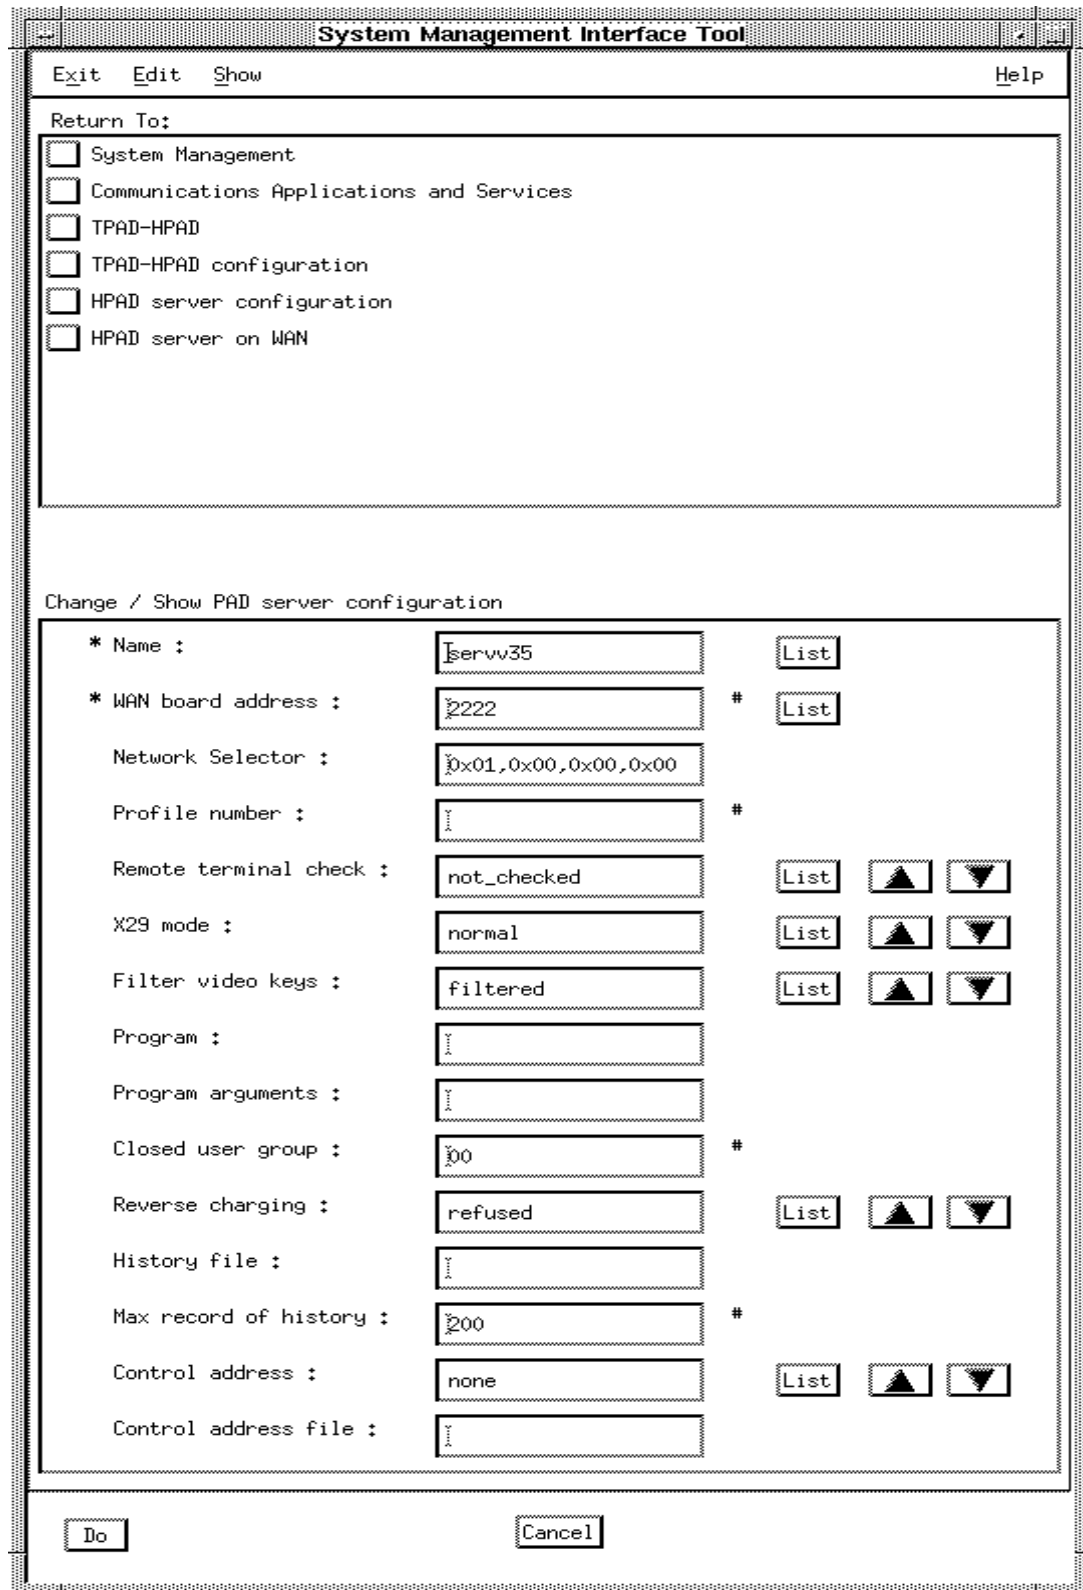 System Management Interface Tool
Exit Edit Show Help
Return To:
System Management
Communications Applications and Services
TPAD-HPAD
TPAD-HPAD configuration
HPAD server configuration
HPAD server on WAN
Change / Show PAD server configuration
* Name : servv35 List
* WAN board address : 2222 # List
Network Selector : 0x01,0x00,0x00,0x00
Profile number : #
Remote terminal check : not_checked List
X29 mode : normal List
Filter video keys : filtered List
Program :
Program arguments :
Closed user group : 00 #
Reverse charging : refused List
History file :
Max record of history : 200 #
Control address : none List
Control address file :
Do Cancel